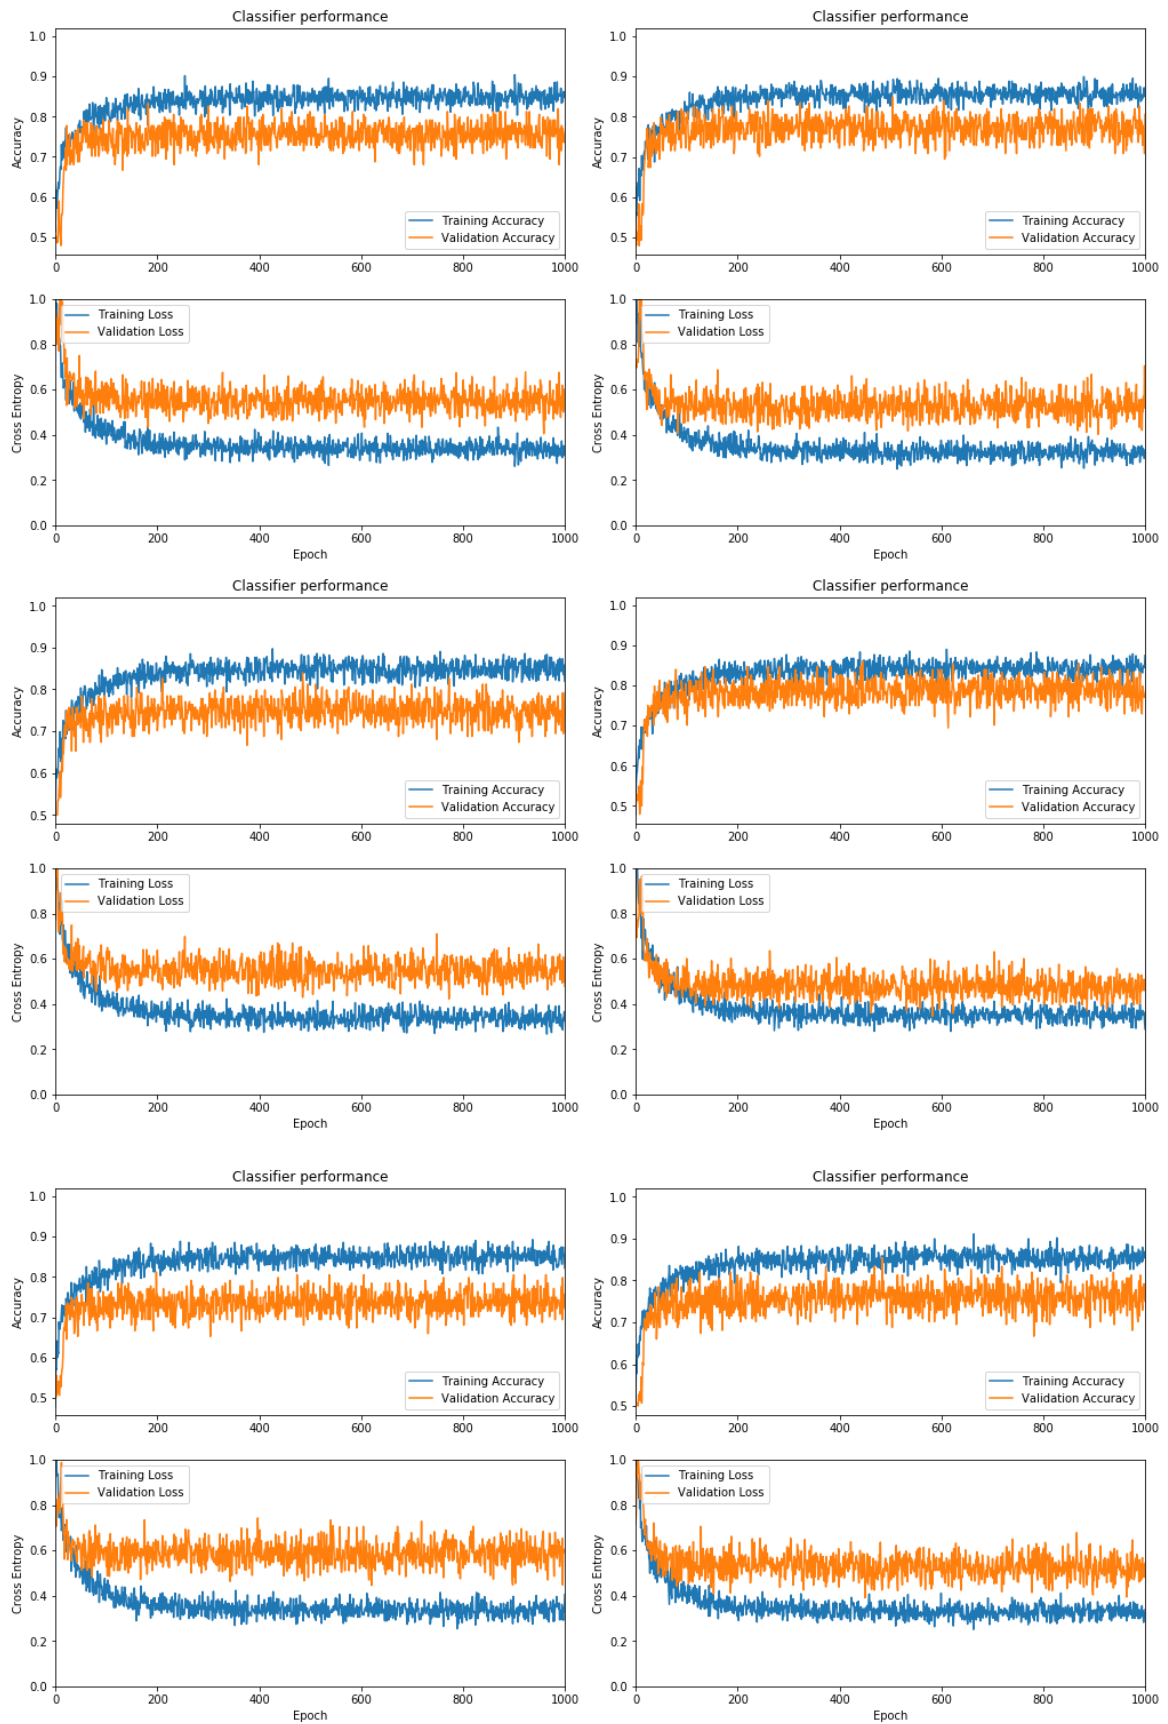 Classifier performance
1.0
0.9
0.8
0.7
0.6
0.5
Accuracy
Training Accuracy
Validation Accuracy
0 200 400 600 800 1000
1.0
0.8
0.6
0.4
0.2
0.0
Cross Entropy
Training Loss
Validation Loss
0 200 400 600 800 1000
Epoch
Classifier performance
1.0
0.9
0.8
0.7
0.6
0.5
Accuracy
Training Accuracy
Validation Accuracy
0 200 400 600 800 1000
1.0
0.8
0.6
0.4
0.2
0.0
Cross Entropy
Training Loss
Validation Loss
0 200 400 600 800 1000
Epoch
Classifier performance
1.0
0.9
0.8
0.7
0.6
0.5
Accuracy
Training Accuracy
Validation Accuracy
0 200 400 600 800 1000
1.0
0.8
0.6
0.4
0.2
0.0
Cross Entropy
Training Loss
Validation Loss
0 200 400 600 800 1000
Epoch
Classifier performance
1.0
0.9
0.8
0.7
0.6
0.5
Accuracy
Training Accuracy
Validation Accuracy
0 200 400 600 800 1000
1.0
0.8
0.6
0.4
0.2
0.0
Cross Entropy
Training Loss
Validation Loss
0 200 400 600 800 1000
Epoch
Classifier performance
1.0
0.9
0.8
0.7
0.6
0.5
Accuracy
Training Accuracy
Validation Accuracy
0 200 400 600 800 1000
1.0
0.8
0.6
0.4
0.2
0.0
Cross Entropy
Training Loss
Validation Loss
0 200 400 600 800 1000
Epoch
Classifier performance
1.0
0.9
0.8
0.7
0.6
0.5
Accuracy
Training Accuracy
Validation Accuracy
0 200 400 600 800 1000
1.0
0.8
0.6
0.4
0.2
0.0
Cross Entropy
Training Loss
Validation Loss
0 200 400 600 800 1000
Epoch